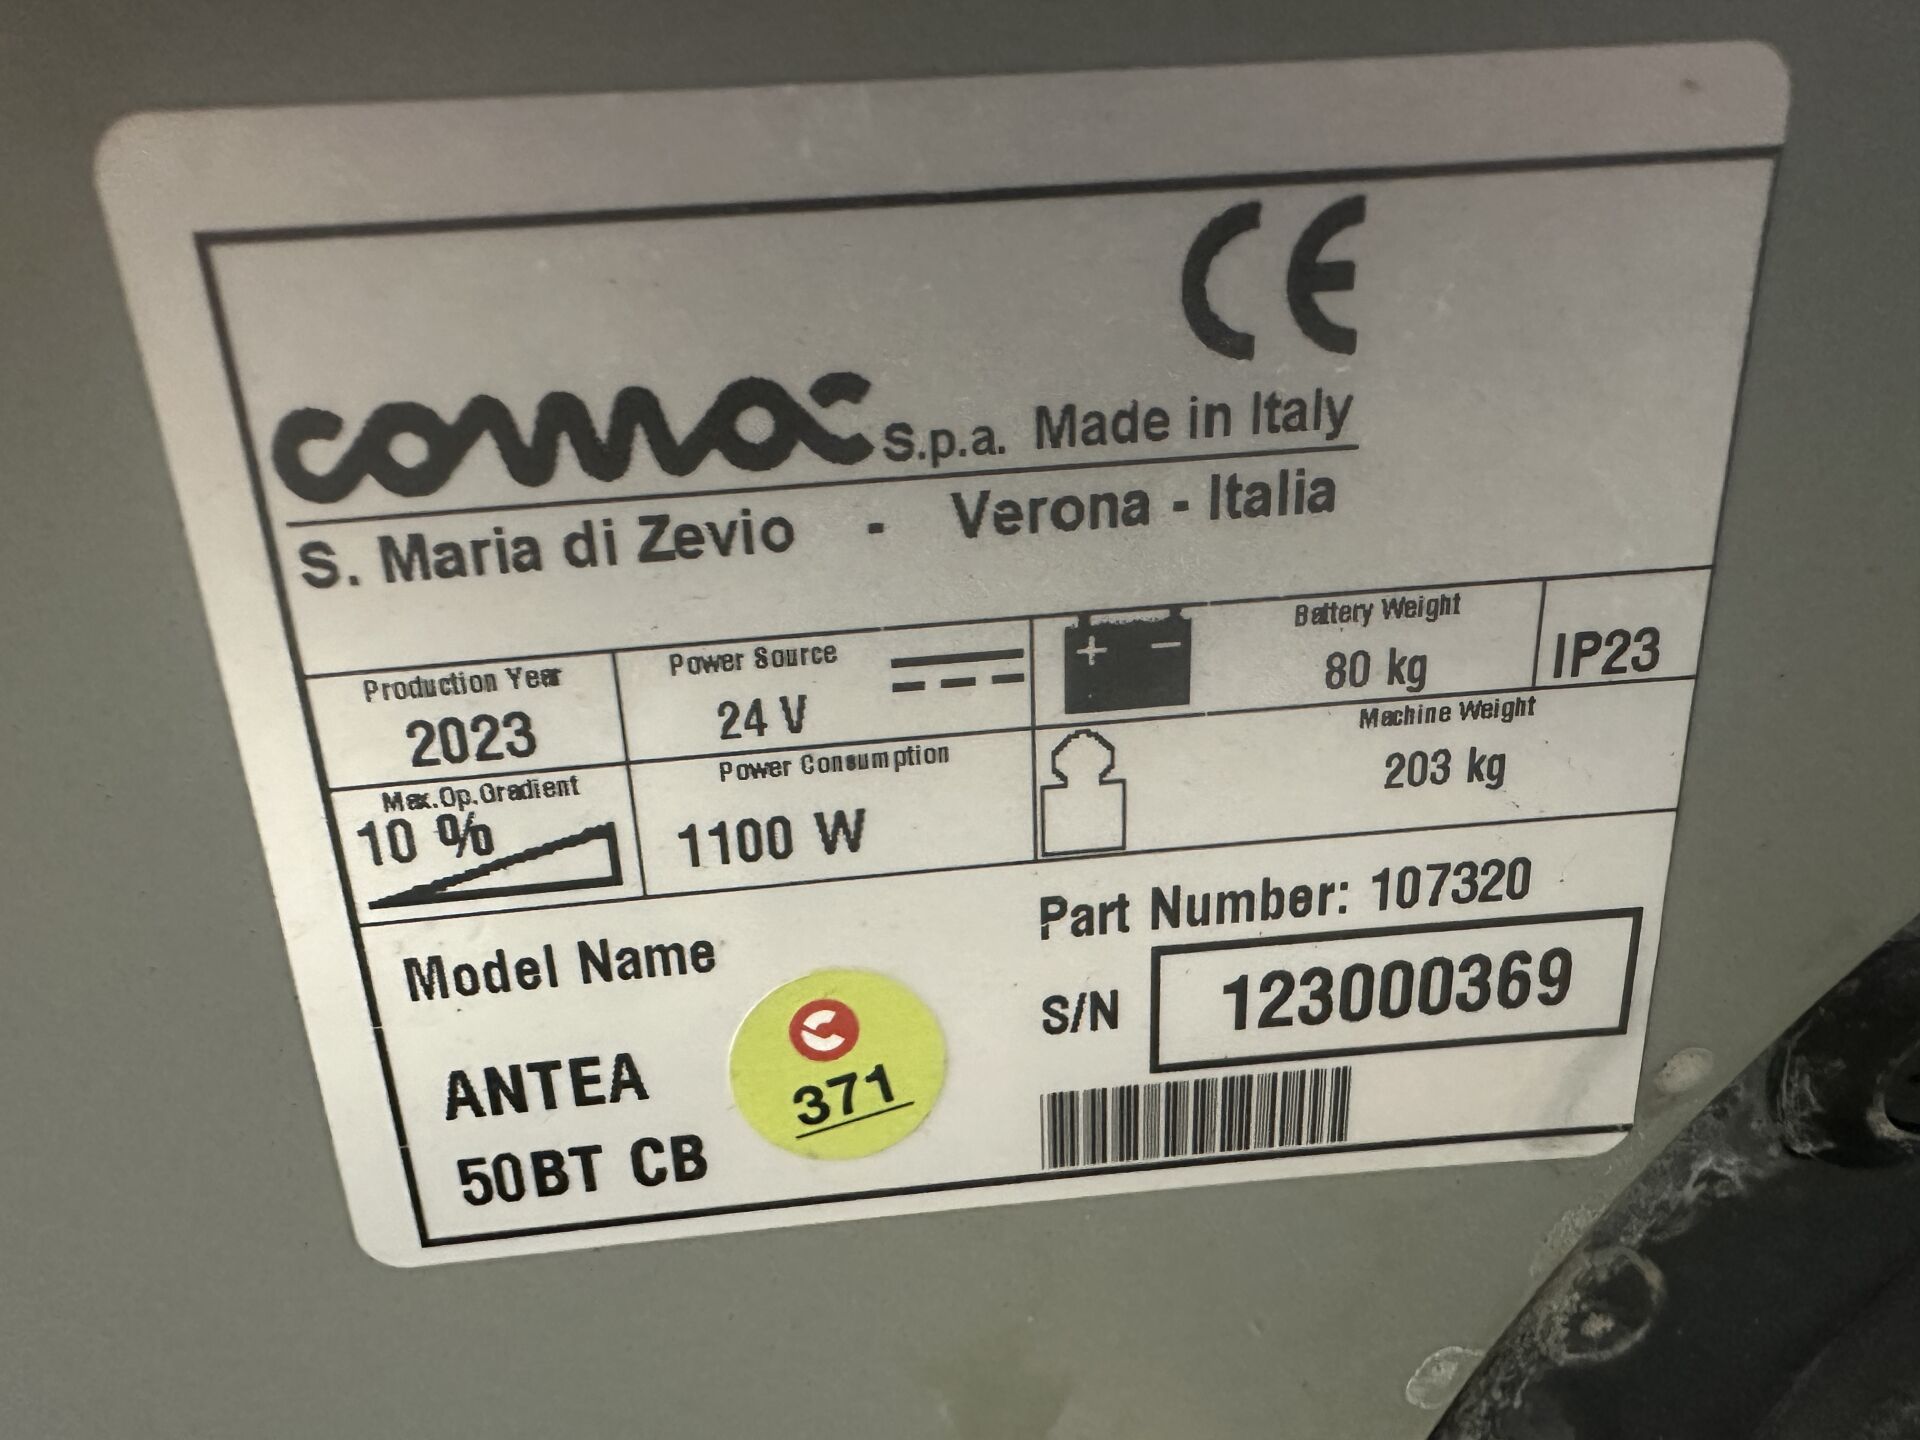 CE
comac S.p.a. Made in Italy
S. Maria di Zevio - Verona - Italia
Production Year
2023
Power Source
24 V
+ −
Battery Weight
80 kg
IP23
Max.Op.Gradient
10 %
Power Consumption
1100 W
Machine Weight
203 kg
Model Name
ANTEA
50BT CB
C
371
Part Number: 107320
S/N 123000369